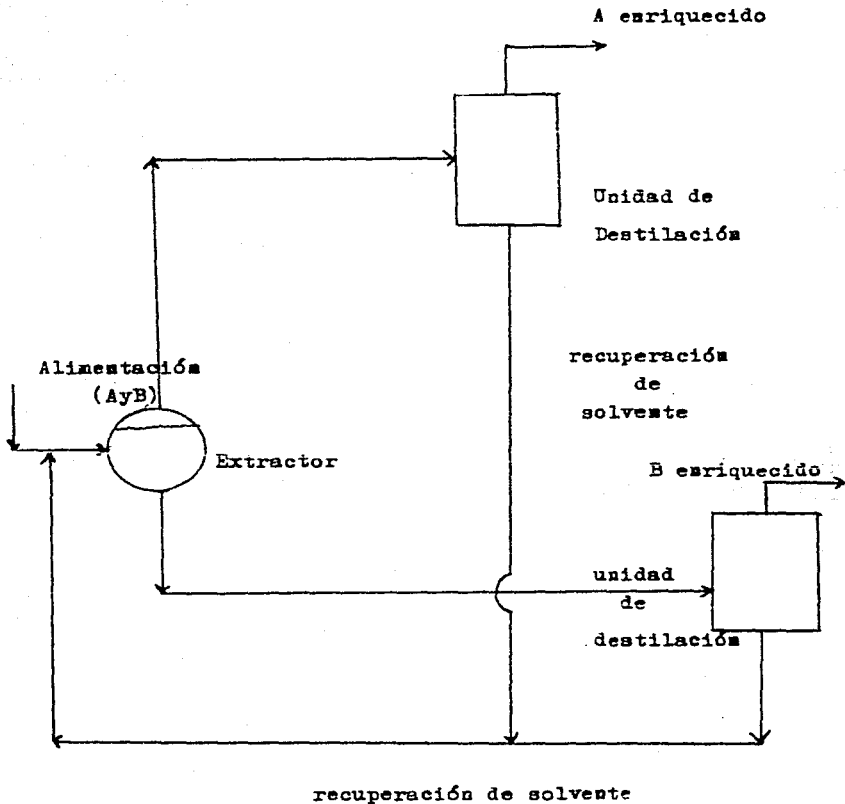 A enriquecido
Unidad de
Destilación
Alimentación
(AyB)
recuperación
de
solvente
Extractor
B enriquecido
unidad
de
destilación
recuperación de solvente